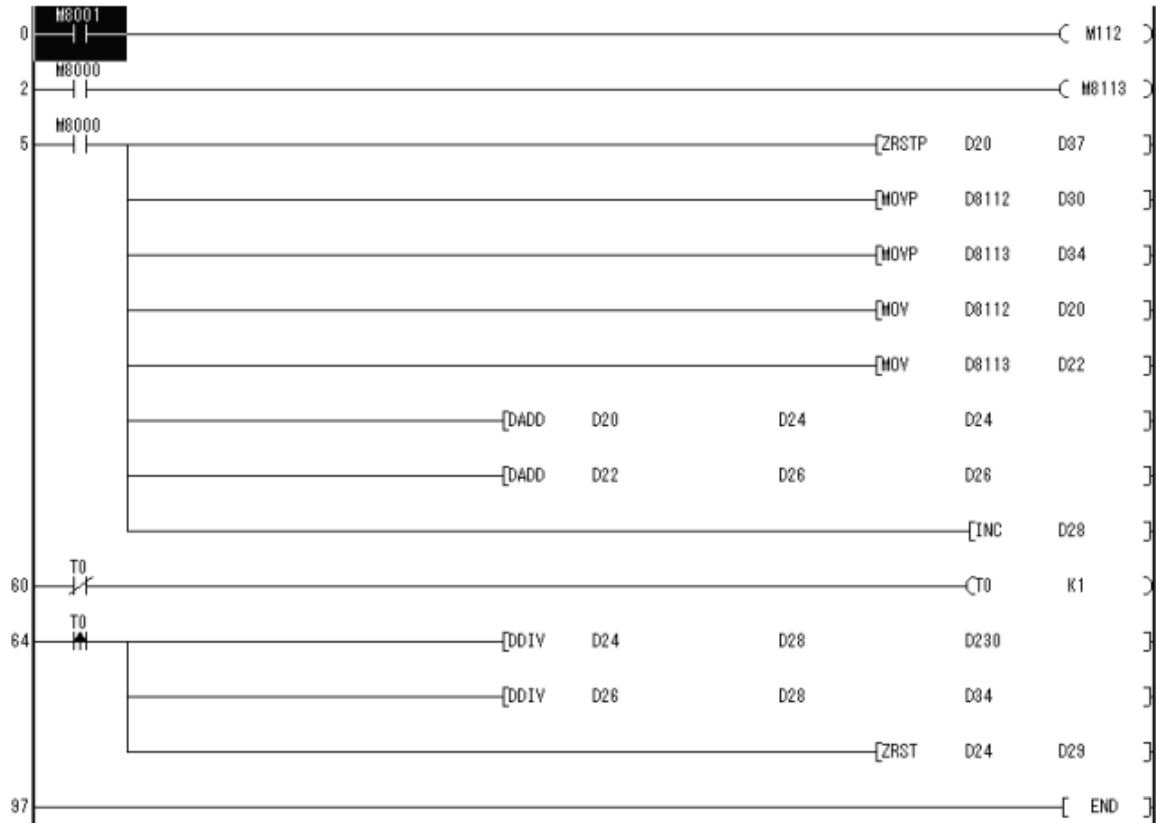 M8001
0 M112
M8000
2 M8113
M8000
5 ZRSTP D20 D37
MOVP D8112 D30
MOVP D8113 D34
MOV D8112 D20
MOV D8113 D22
DADD D20 D24 D24
DADD D22 D26 D26
INC D28
T0
60 T0 K1
T0
64 DDIV D24 D28 D230
DDIV D26 D28 D34
ZRST D24 D29
97 END